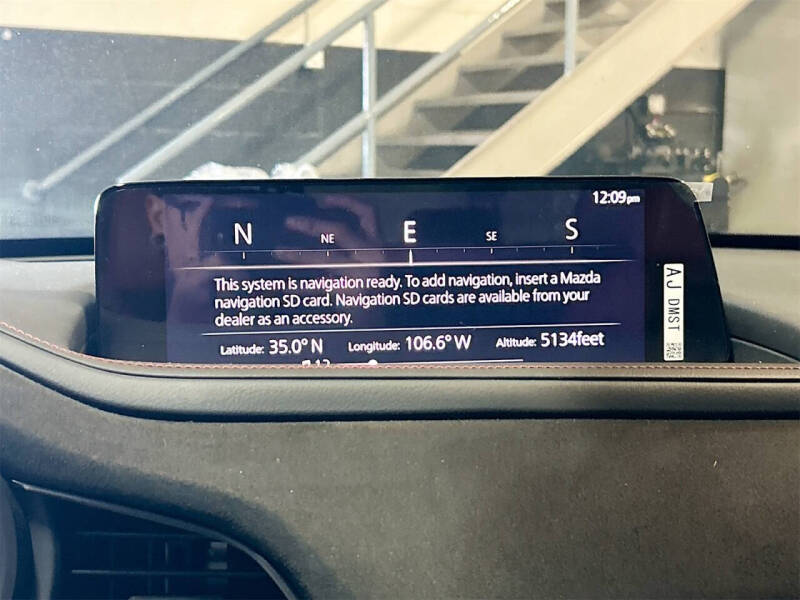 12:09pm
N NE E SE S
This system is navigation ready. To add navigation, insert a Mazda
navigation SD card. Navigation SD cards are available from your
dealer as an accessory.
Latitude: 35.0° N Longitude: 106.6° W Altitude: 5134feet
AJ DMST